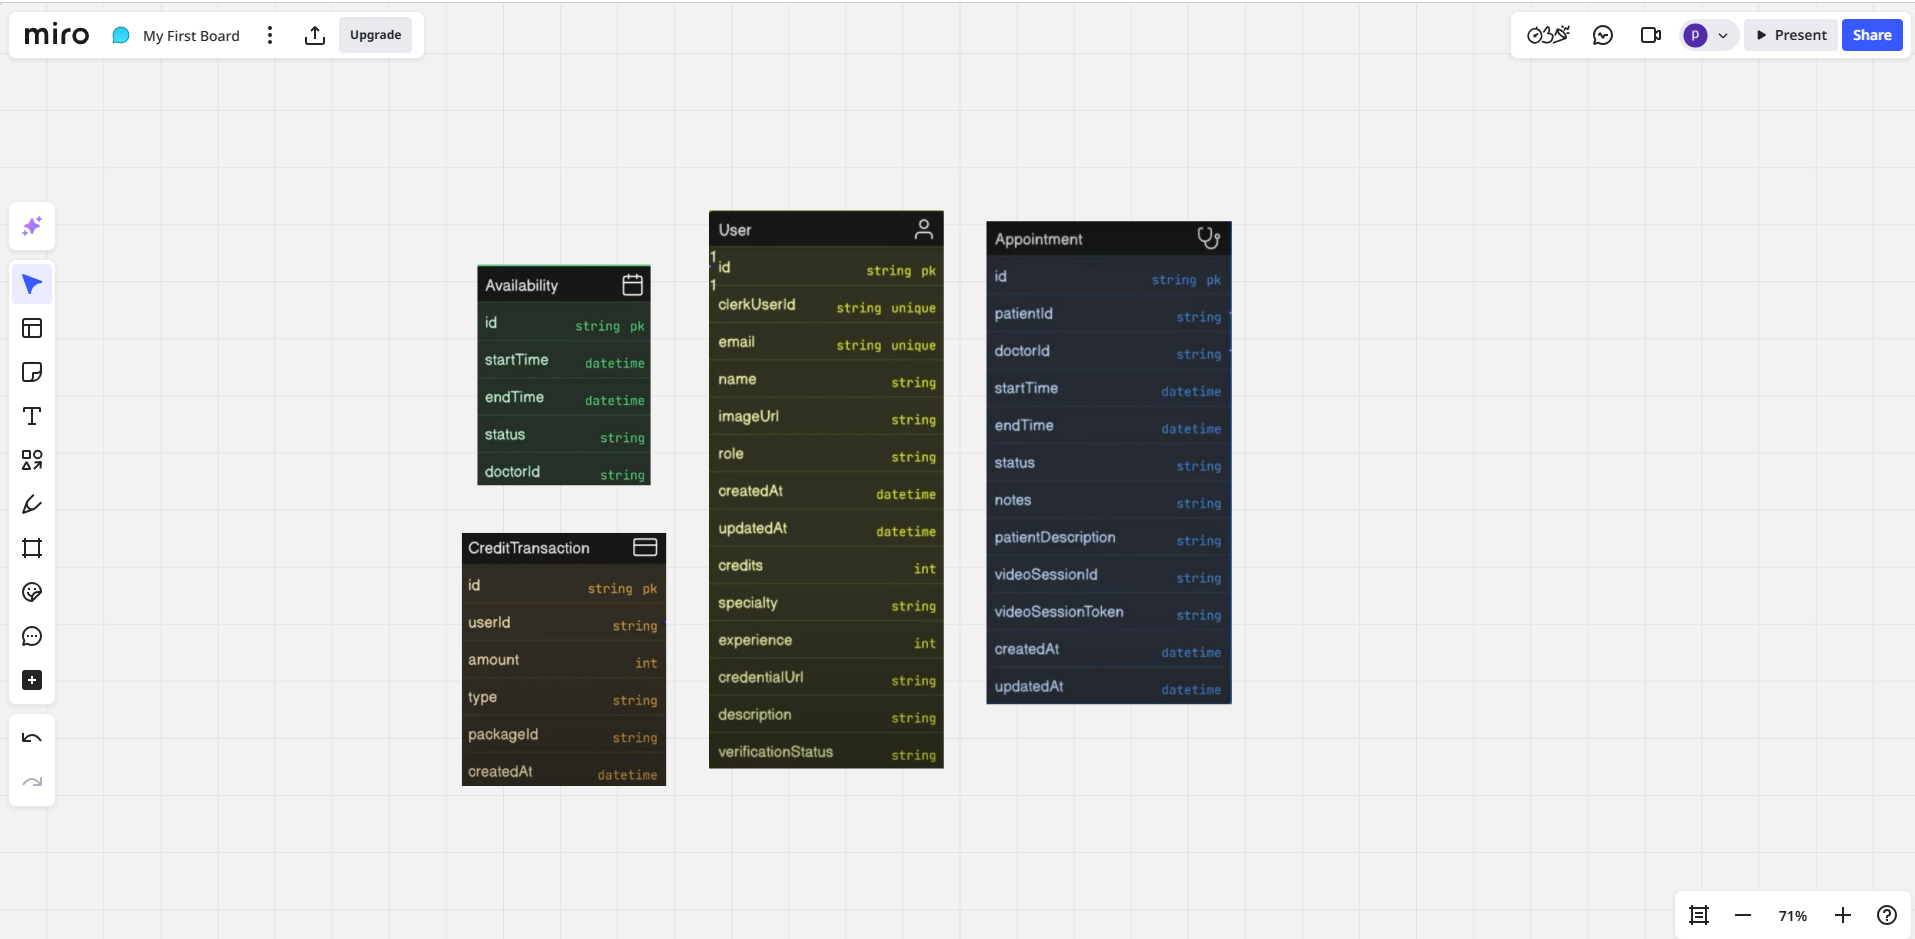 miro
My First Board
Upgrade
P
Present
Share
Availability
id string pk
startTime datetime
endTime datetime
status string
doctorId string
CreditTransaction
id string pk
userId string
amount int
type string
packageId string
createdAt datetime
User
1
id string pk
1
clerkUserId string unique
email string unique
name string
imageUrl string
role string
createdAt datetime
updatedAt datetime
credits int
specialty string
experience int
credentialUrl string
description string
verificationStatus string
Appointment
id string pk
patientId string
doctorId string
startTime datetime
endTime datetime
status string
notes string
patientDescription string
videoSessionId string
videoSessionToken string
createdAt datetime
updatedAt datetime
71%